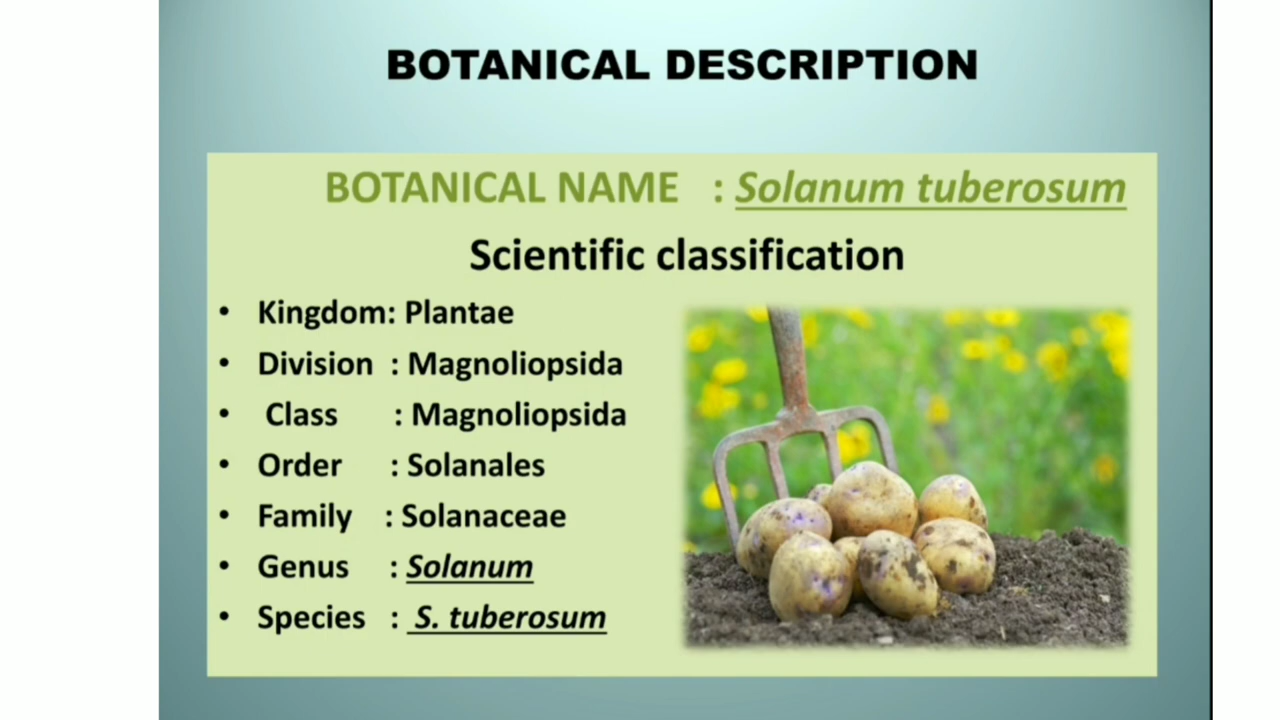 BOTANICAL DESCRIPTION
BOTANICAL NAME : Solanum tuberosum
Scientific classification
• Kingdom: Plantae
• Division : Magnoliopsida
• Class : Magnoliopsida
• Order : Solanales
• Family : Solanaceae
• Genus : Solanum
• Species : S. tuberosum